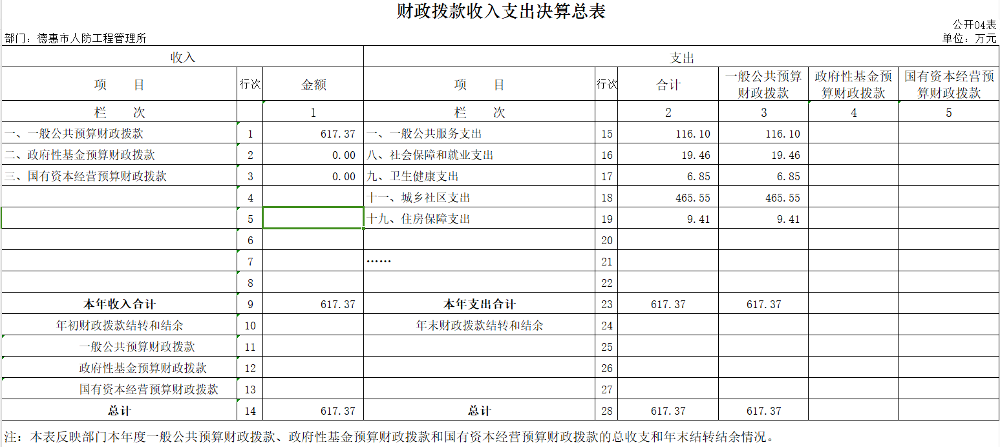 财政拨款收入支出决算总表
公开04表
部门：德惠市人防工程管理所 单位：万元
收入 支出
项 目 行次 金额 项 目 行次 合计 一般公共预算财政拨款 政府性基金预算财政拨款 国有资本经营预算财政拨款
栏 次 1 栏 次 2 3 4 5
一、一般公共预算财政拨款 1 617.37 一、一般公共服务支出 15 116.10 116.10
二、政府性基金预算财政拨款 2 0.00 八、社会保障和就业支出 16 19.46 19.46
三、国有资本经营预算财政拨款 3 0.00 九、卫生健康支出 17 6.85 6.85
4 十一、城乡社区支出 18 465.55 465.55
5 十九、住房保障支出 19 9.41 9.41
6 20
7 …… 21
8 22
本年收入合计 9 617.37 本年支出合计 23 617.37 617.37
年初财政拨款结转和结余 10 年末财政拨款结转和结余 24
一般公共预算财政拨款 11 25
政府性基金预算财政拨款 12 26
国有资本经营预算财政拨款 13 27
总计 14 617.37 总计 28 617.37 617.37
注：本表反映部门本年度一般公共预算财政拨款、政府性基金预算财政拨款和国有资本经营预算财政拨款的总收支和年末结转结余情况。